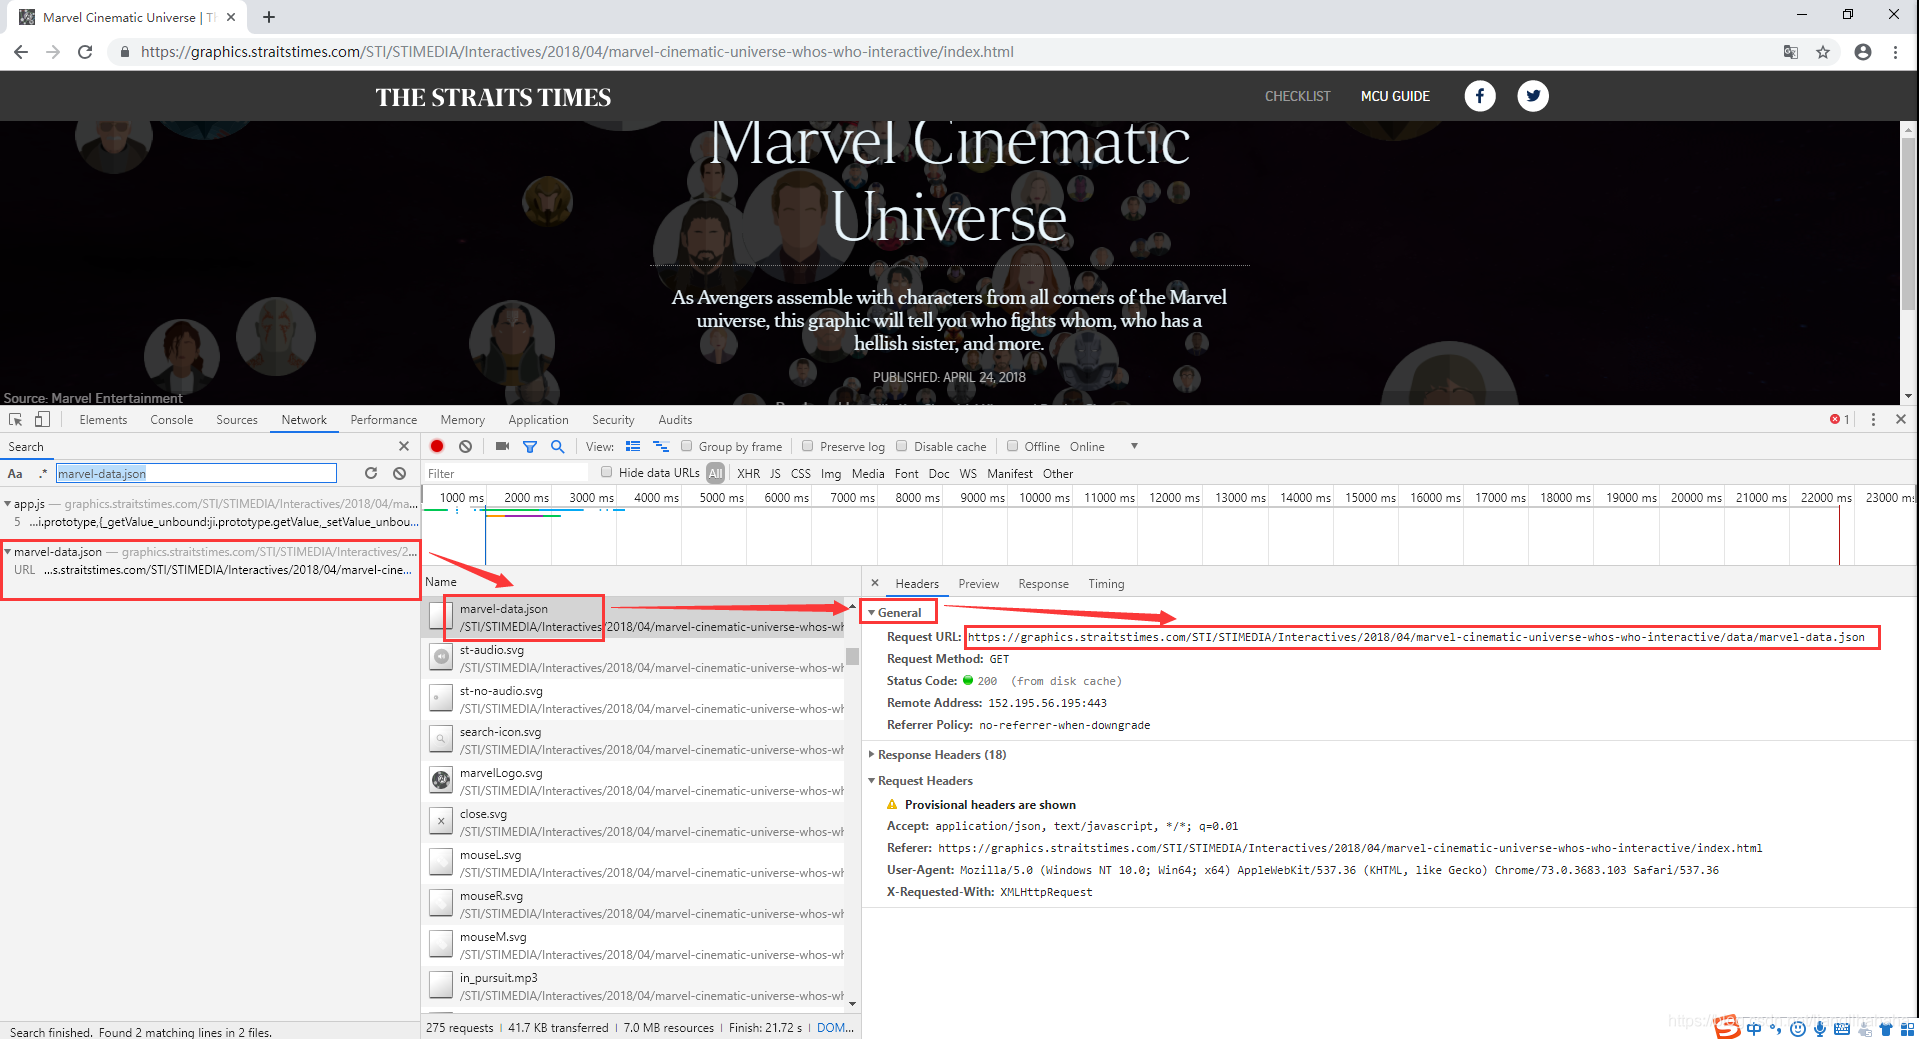 Marvel Cinematic Universe | Th
https://graphics.straitstimes.com/STI/STIMEDIA/Interactives/2018/04/marvel-cinematic-universe-whos-who-interactive/index.html
THE STRAITS TIMES
CHECKLIST
MCU GUIDE
Marvel Cinematic
Universe
As Avengers assemble with characters from all corners of the Marvel
universe, this graphic will tell you who fights whom, who has a
hellish sister, and more.
PUBLISHED: APRIL 24, 2018
Source: Marvel Entertainment
Elements Console Sources Network Performance Memory Application Security Audits
1
Search
Group by frame
View:
Preserve log
Disable cache
Offline Online
Aa .* marvel-data.json
Filter
Hide data URLs All XHR JS CSS Img Media Font Doc WS Manifest Other
1000 ms 2000 ms 3000 ms 4000 ms 5000 ms 6000 ms 7000 ms 8000 ms 9000 ms 10000 ms 11000 ms 12000 ms 13000 ms 14000 ms 15000 ms 16000 ms 17000 ms 18000 ms 19000 ms 20000 ms 21000 ms 22000 ms 23000 ms
app.js — graphics.straitstimes.com/STI/STIMEDIA/Interactives/2018/04/ma...
5 ...i.prototype,{_getValue_unbound:ji.prototype.getValue,_setValue_unbou...
marvel-data.json — graphics.straitstimes.com/STI/STIMEDIA/Interactives/2...
URL ...s.straitstimes.com/STI/STIMEDIA/Interactives/2018/04/marvel-cine...
Search finished. Found 2 matching lines in 2 files.
Name
marvel-data.json
/STI/STIMEDIA/Interactives/2018/04/marvel-cinematic-universe-whos-wh
st-audio.svg
/STI/STIMEDIA/Interactives/2018/04/marvel-cinematic-universe-whos-wh
st-no-audio.svg
/STI/STIMEDIA/Interactives/2018/04/marvel-cinematic-universe-whos-wh
search-icon.svg
/STI/STIMEDIA/Interactives/2018/04/marvel-cinematic-universe-whos-wh
marvelLogo.svg
/STI/STIMEDIA/Interactives/2018/04/marvel-cinematic-universe-whos-wh
close.svg
/STI/STIMEDIA/Interactives/2018/04/marvel-cinematic-universe-whos-wh
mouseL.svg
/STI/STIMEDIA/Interactives/2018/04/marvel-cinematic-universe-whos-wh
mouseR.svg
/STI/STIMEDIA/Interactives/2018/04/marvel-cinematic-universe-whos-wh
mouseM.svg
/STI/STIMEDIA/Interactives/2018/04/marvel-cinematic-universe-whos-wh
in_pursuit.mp3
/STI/STIMEDIA/Interactives/2018/04/marvel-cinematic-universe-whos-wh
275 requests | 41.7 KB transferred | 7.0 MB resources | Finish: 21.72 s | DOM...
Headers Preview Response Timing
General
Request URL: https://graphics.straitstimes.com/STI/STIMEDIA/Interactives/2018/04/marvel-cinematic-universe-whos-who-interactive/data/marvel-data.json
Request Method: GET
Status Code: 200 (from disk cache)
Remote Address: 152.195.56.195:443
Referrer Policy: no-referrer-when-downgrade
Response Headers (18)
Request Headers
Provisional headers are shown
Accept: application/json, text/javascript, */*; q=0.01
Referer: https://graphics.straitstimes.com/STI/STIMEDIA/Interactives/2018/04/marvel-cinematic-universe-whos-who-interactive/index.html
User-Agent: Mozilla/5.0 (Windows NT 10.0; Win64; x64) AppleWebKit/537.36 (KHTML, like Gecko) Chrome/73.0.3683.103 Safari/537.36
X-Requested-With: XMLHttpRequest
中